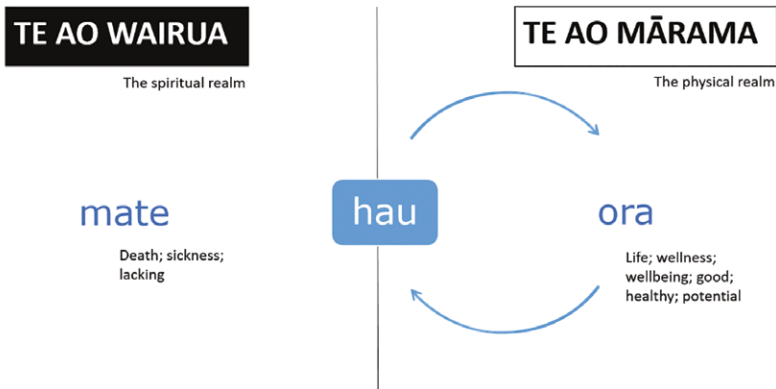 TE AO WAIRUA
The spiritual realm
TE AO MĀRAMA
The physical realm
mate
Death; sickness;
lacking
hau
ora
Life; wellness;
wellbeing; good;
healthy; potential